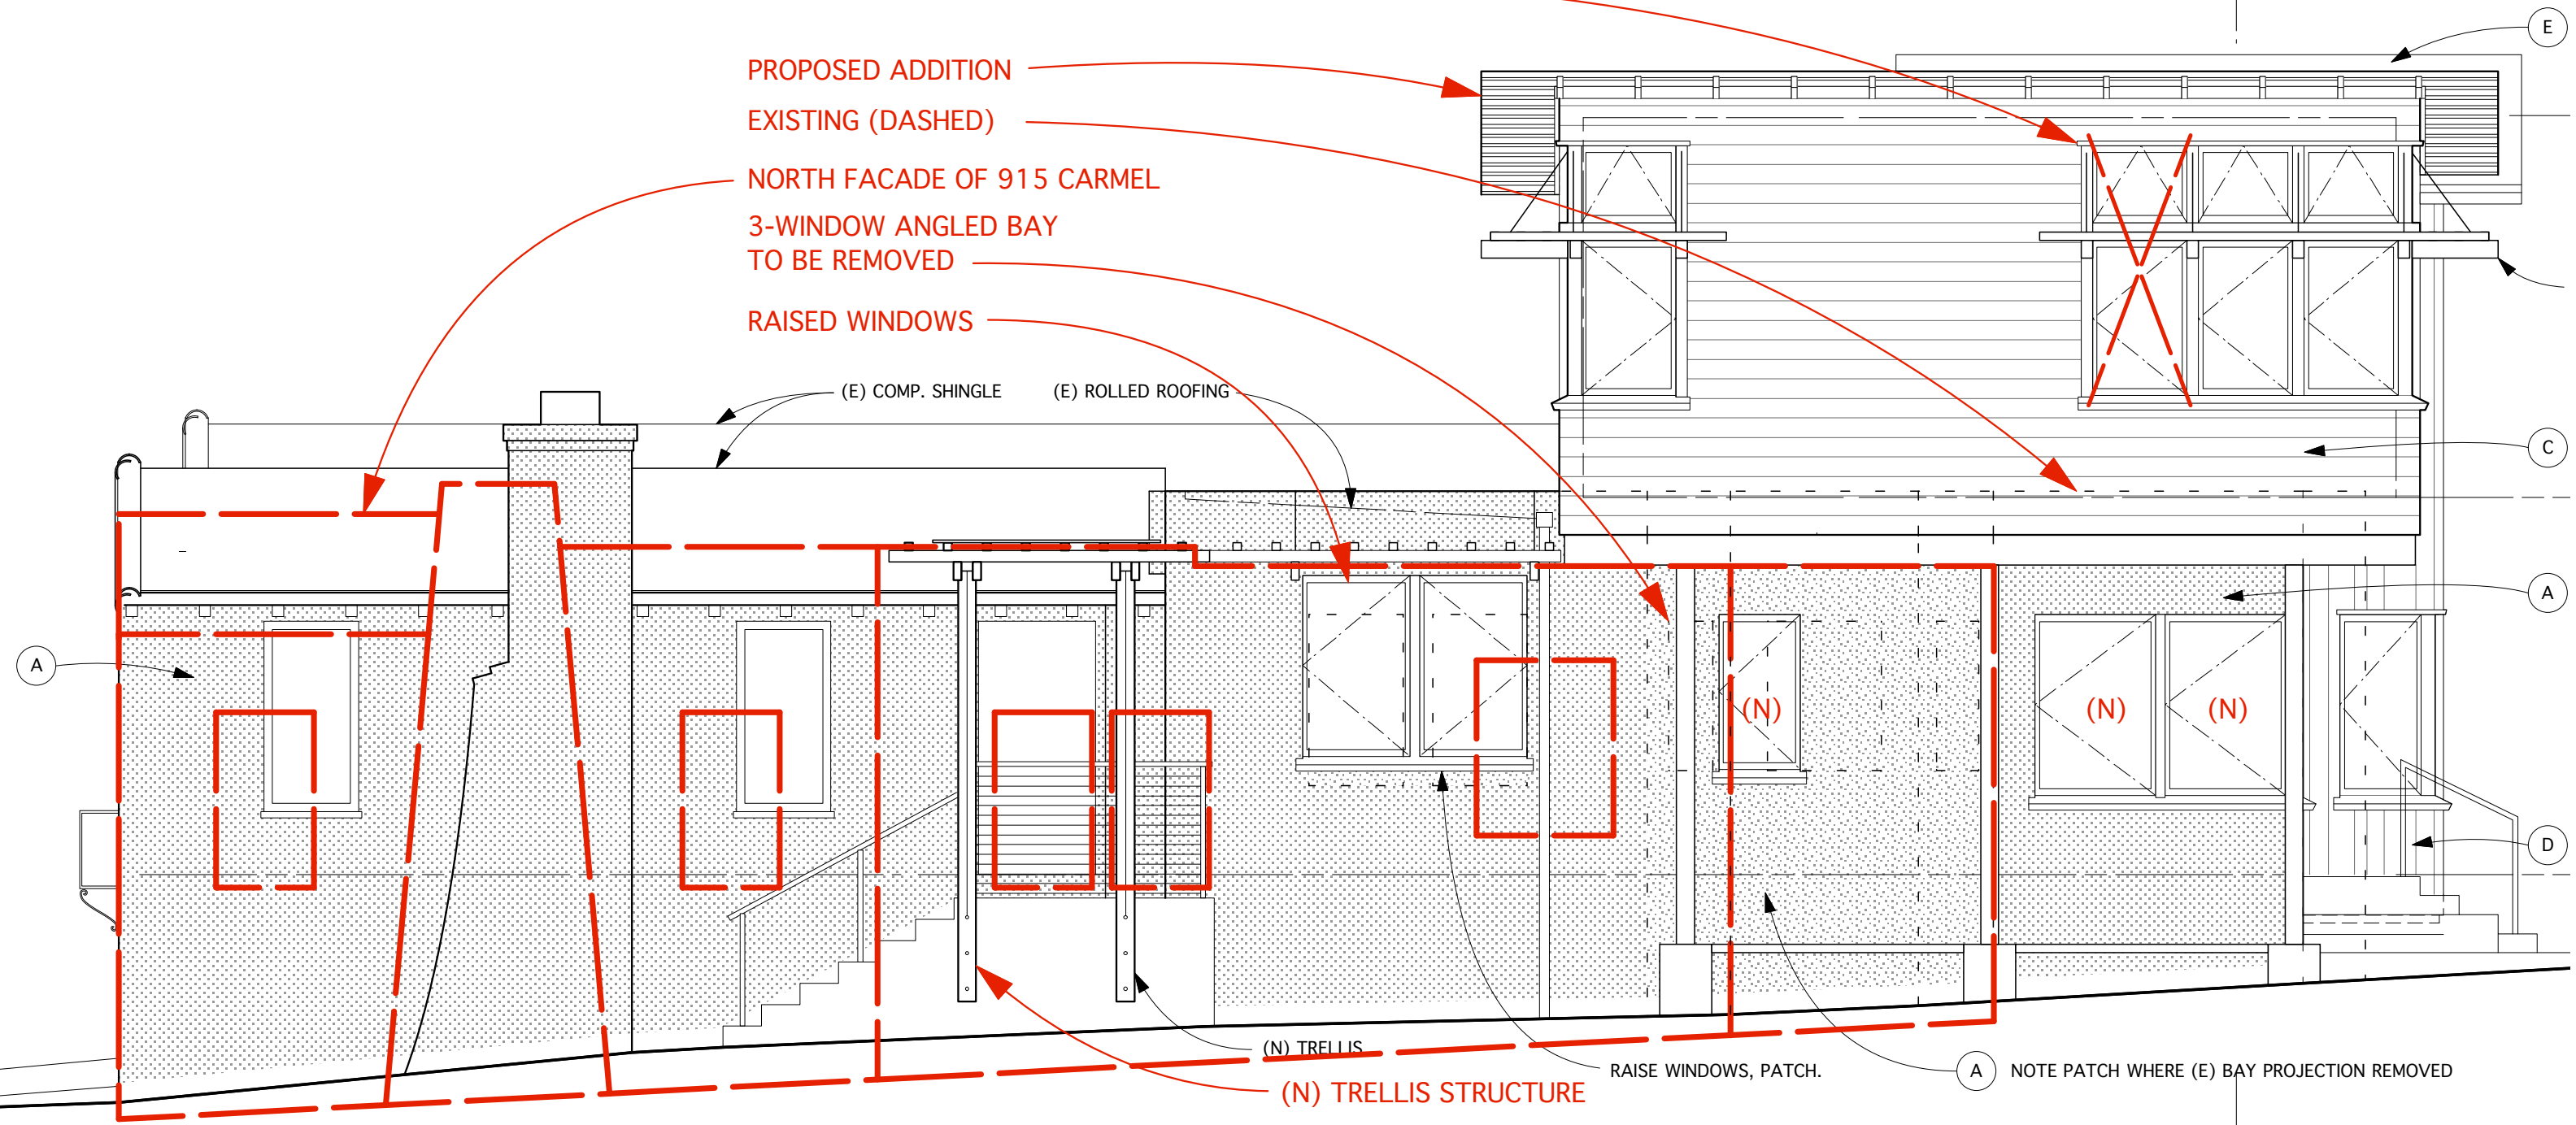 E
PROPOSED ADDITION
EXISTING (DASHED)
NORTH FACADE OF 915 CARMEL
3-WINDOW ANGLED BAY
TO BE REMOVED
RAISED WINDOWS
(E) COMP. SHINGLE
(E) ROLLED ROOFING
C
A
A
(N)
(N)
(N)
D
(N) TRELLIS
(N) TRELLIS STRUCTURE
RAISE WINDOWS, PATCH.
A
NOTE PATCH WHERE (E) BAY PROJECTION REMOVED